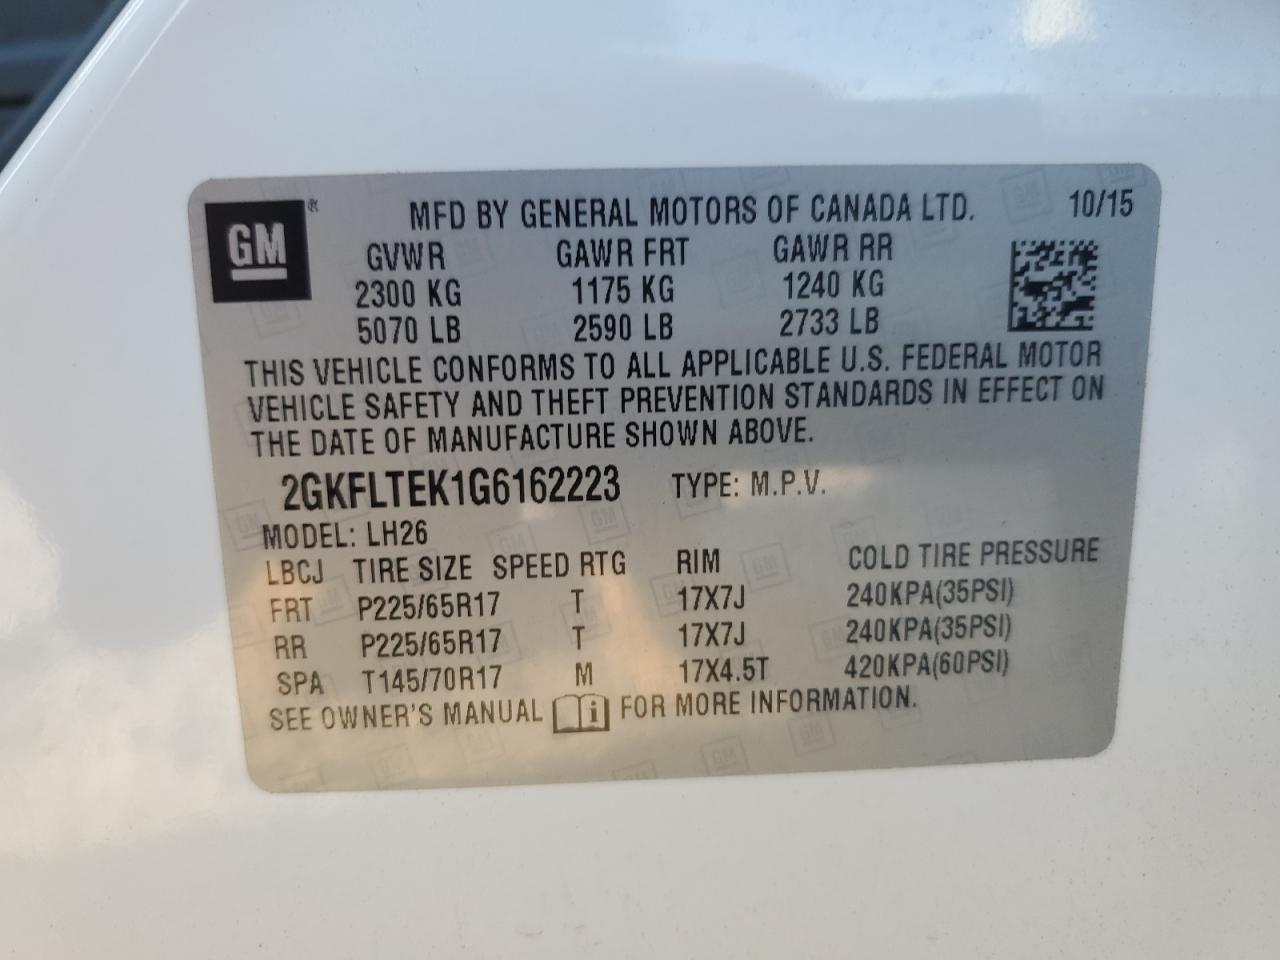 GM ® MFD BY GENERAL MOTORS OF CANADA LTD. 10/15
GVWR GAWR FRT GAWR RR
2300 KG 1175 KG 1240 KG
5070 LB 2590 LB 2733 LB
THIS VEHICLE CONFORMS TO ALL APPLICABLE U.S. FEDERAL MOTOR
VEHICLE SAFETY AND THEFT PREVENTION STANDARDS IN EFFECT ON
THE DATE OF MANUFACTURE SHOWN ABOVE.
2GKFLTEK1G6162223 TYPE: M.P.V.
MODEL: LH26
LBCJ TIRE SIZE SPEED RTG RIM COLD TIRE PRESSURE
FRT P225/65R17 T 17X7J 240KPA(35PSI)
RR P225/65R17 T 17X7J 240KPA(35PSI)
SPA T145/70R17 M 17X4.5T 420KPA(60PSI)
SEE OWNER'S MANUAL i FOR MORE INFORMATION.